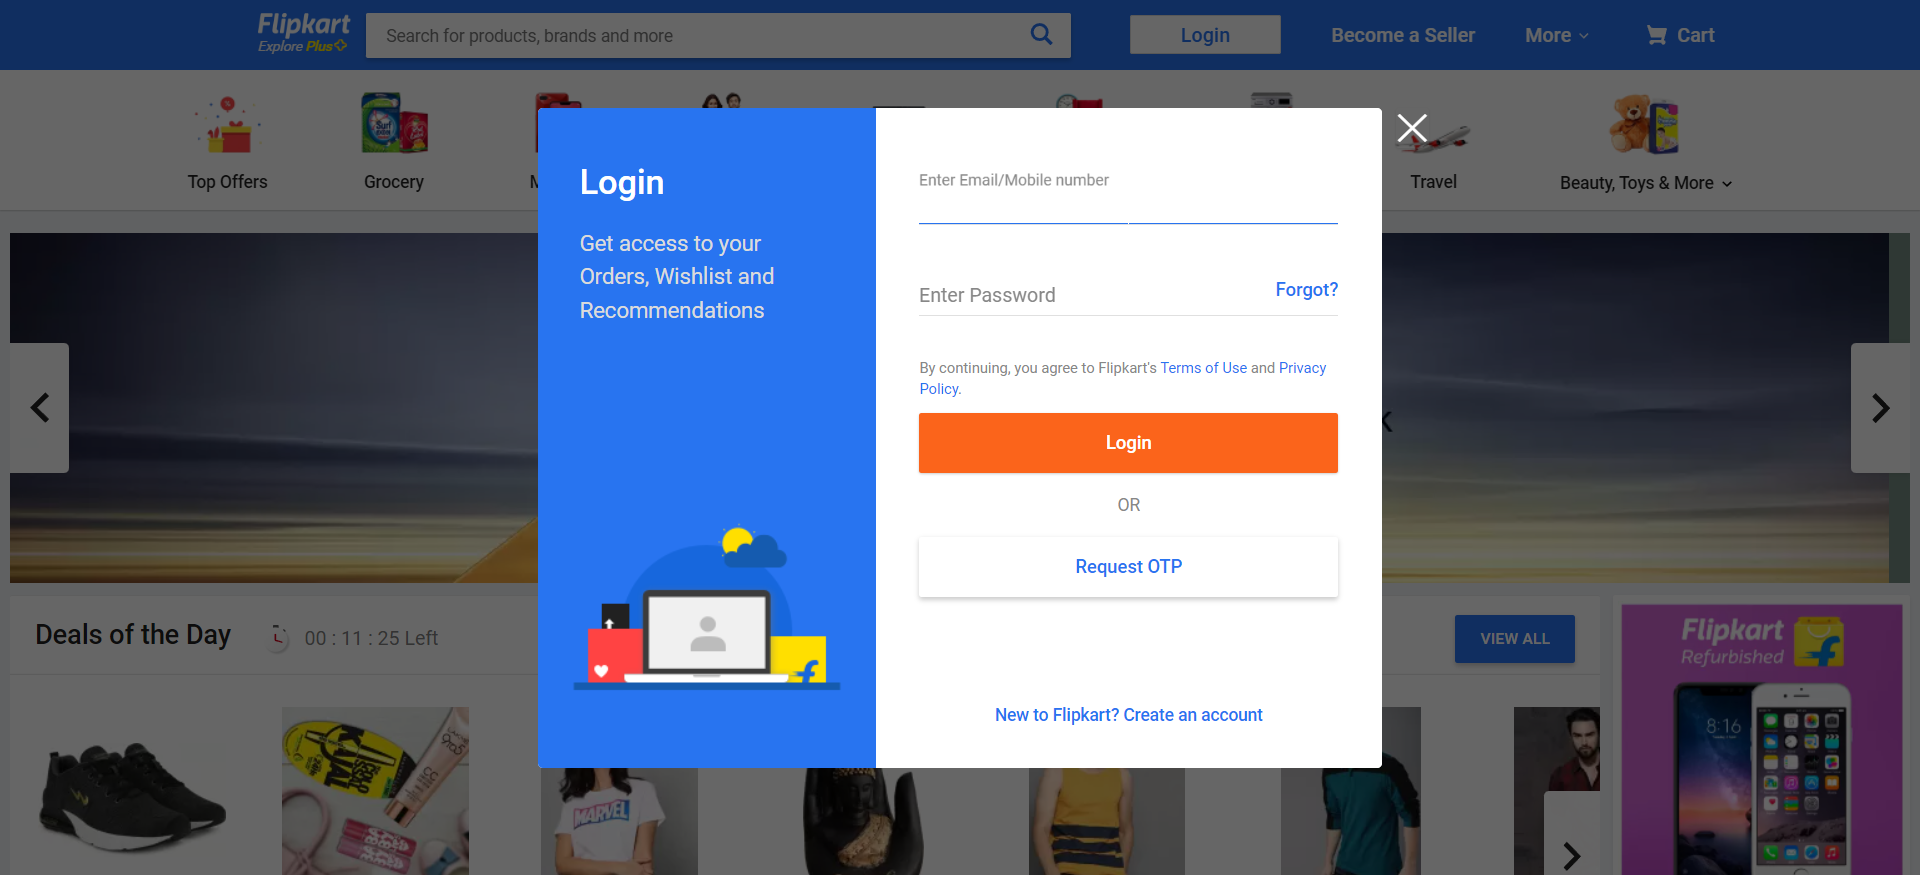 Flipkart
Explore Plus
Search for products, brands and more
Login
Become a Seller
More
Cart
Top Offers
Grocery
M
Travel
Beauty, Toys & More
Login
Get access to your
Orders, Wishlist and
Recommendations
Enter Email/Mobile number
Enter Password
Forgot?
By continuing, you agree to Flipkart's Terms of Use and Privacy
Policy.
Login
OR
Request OTP
New to Flipkart? Create an account
K
Deals of the Day
00 : 11 : 25 Left
VIEW ALL
Flipkart
Refurbished
8:16
MARVEL